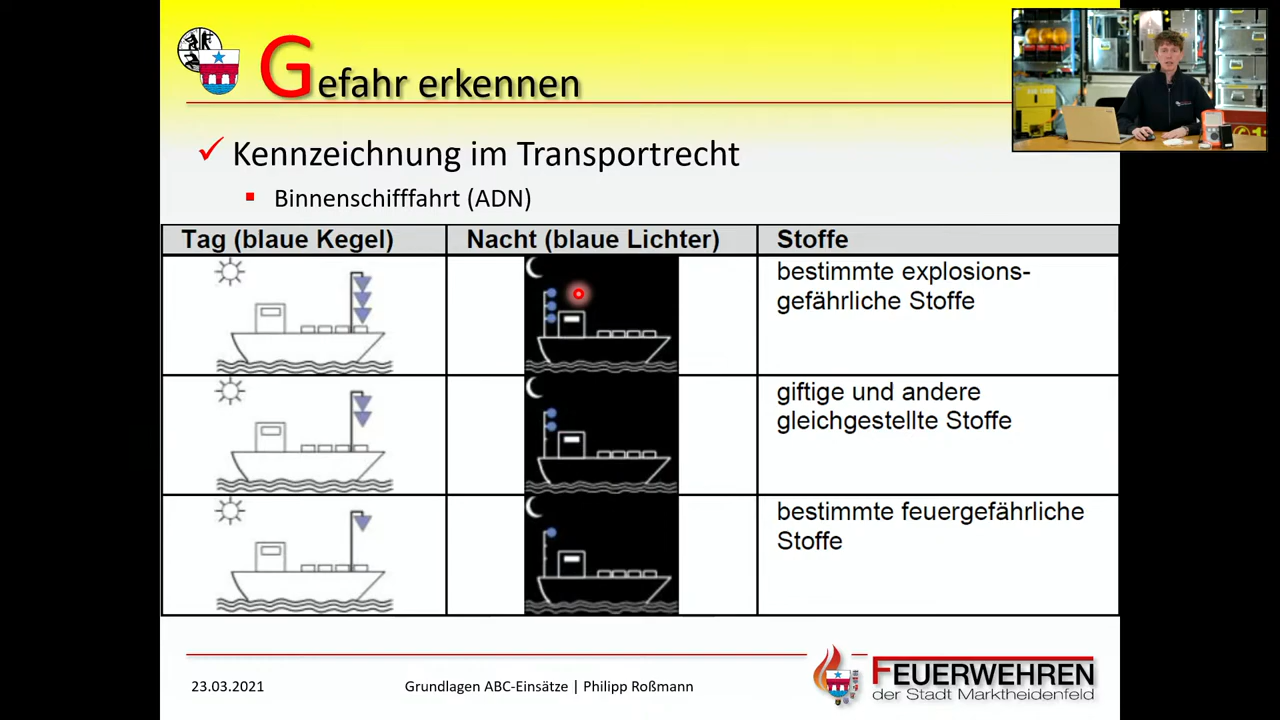 Gefahr erkennen
Kennzeichnung im Transportrecht
Binnenschifffahrt (ADN)
Tag (blaue Kegel)
Nacht (blaue Lichter)
Stoffe
bestimmte explosions-
gefährliche Stoffe
giftige und andere
gleichgestellte Stoffe
bestimmte feuergefährliche
Stoffe
23.03.2021
Grundlagen ABC-Einsätze | Philipp Roßmann
FEUERWEHREN
der Stadt Marktheidenfeld